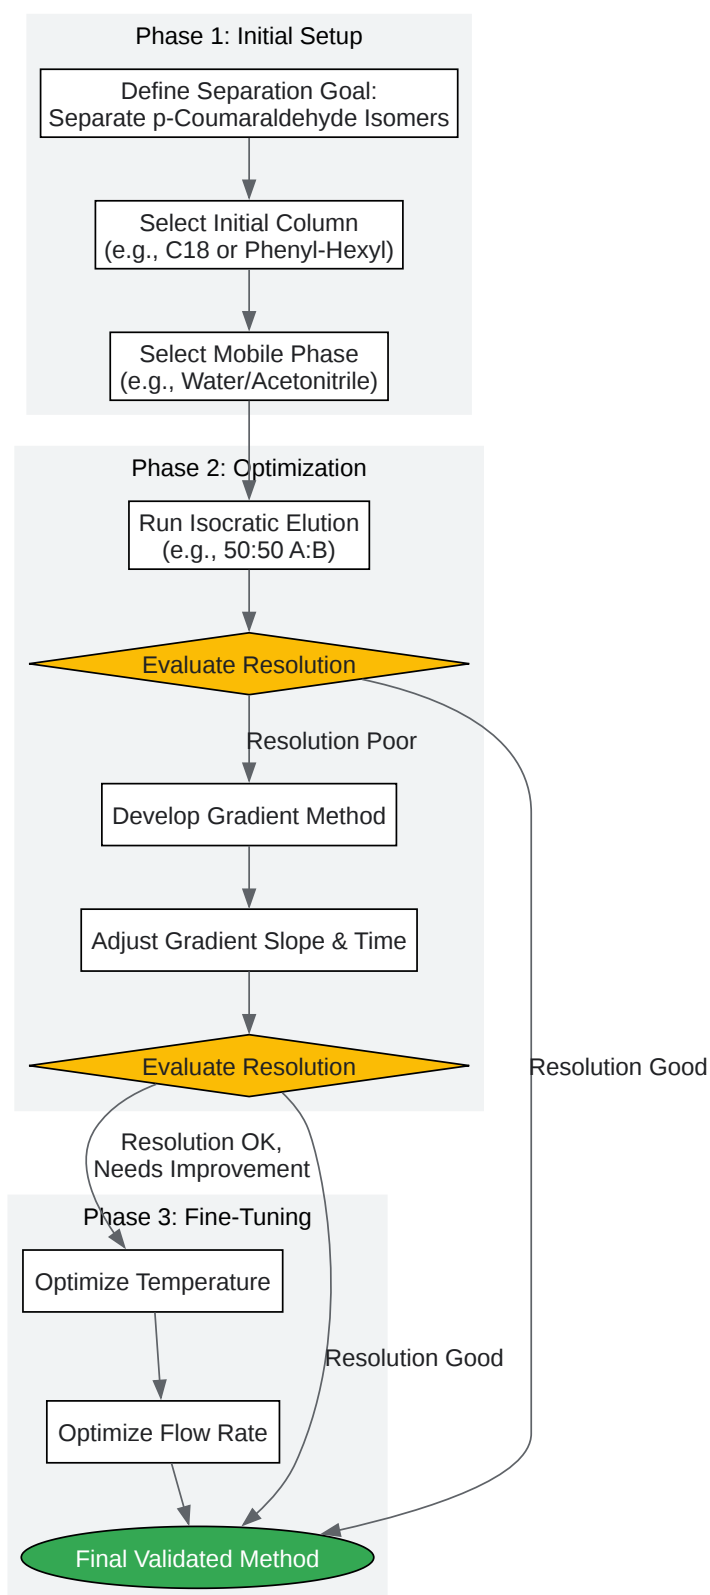 Phase 1: Initial Setup
Define Separation Goal:
Separate p-Coumaraldehyde Isomers
Select Initial Column
(e.g., C18 or Phenyl-Hexyl)
Select Mobile Phase
(e.g., Water/Acetonitrile)
Phase 2: Optimization
Run Isocratic Elution
(e.g., 50:50 A:B)
Evaluate Resolution
Resolution Poor
Develop Gradient Method
Adjust Gradient Slope & Time
Evaluate Resolution
Resolution Good
Resolution OK,
Needs Improvement
Phase 3: Fine-Tuning
Optimize Temperature
Resolution Good
Optimize Flow Rate
Final Validated Method